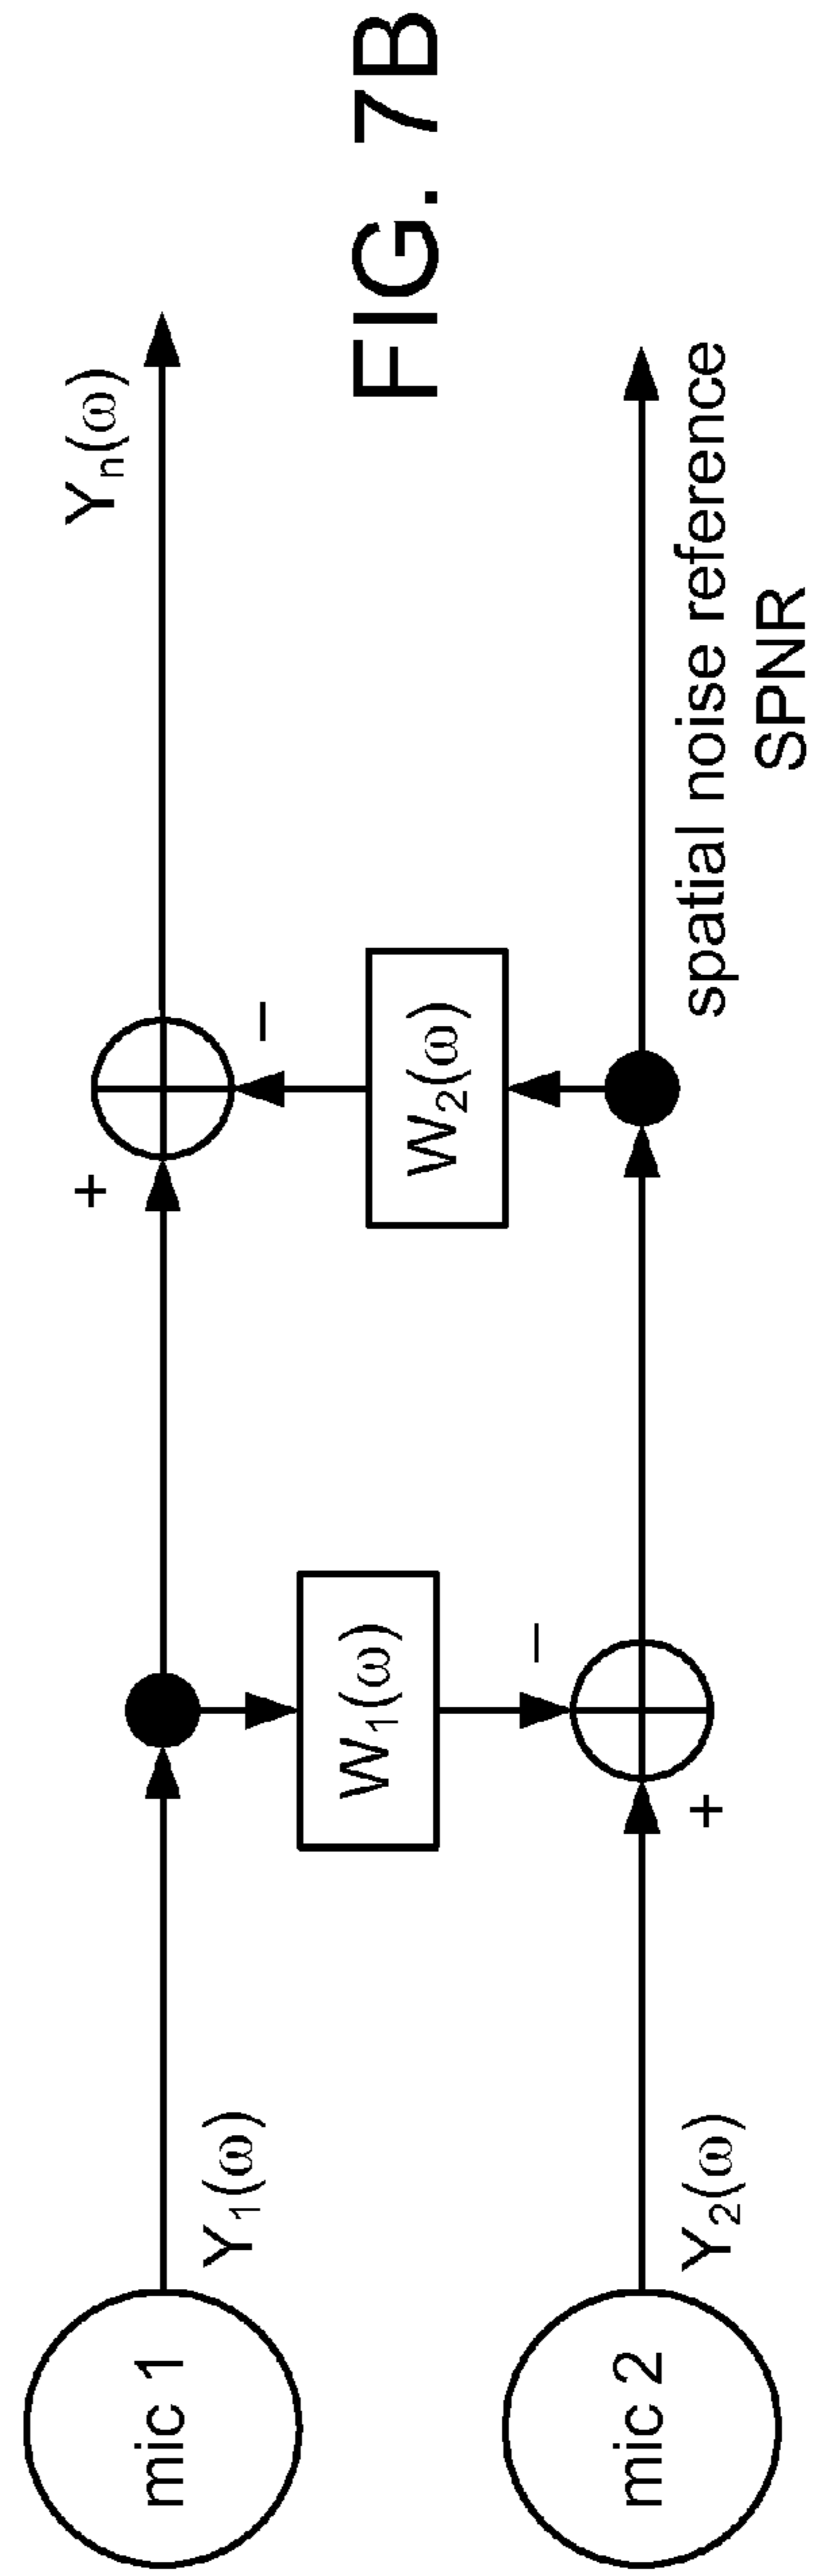 mic 1
Y₁(ω)
W₁(ω)
+
–
Yₙ(ω)
mic 2
Y₂(ω)
+
–
W₂(ω)
spatial noise reference
SPNR
FIG. 7B